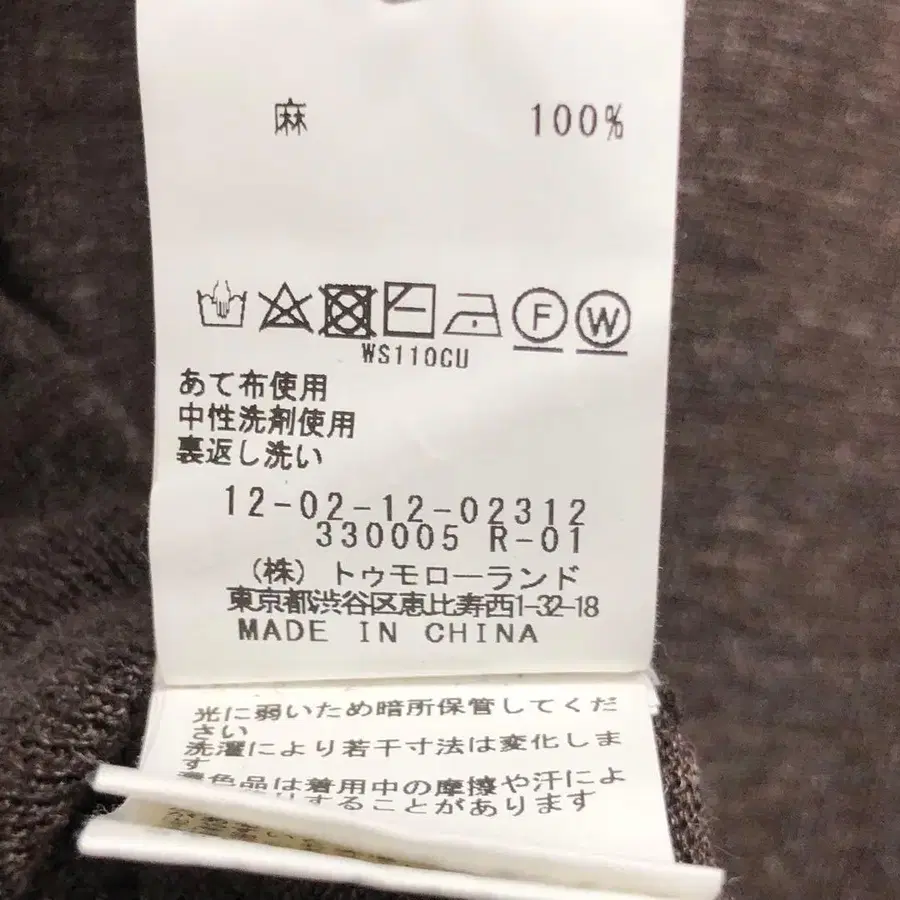 麻 100%
F W
WS110CU
あて布使用
中性洗剤使用
裏返し洗い
12-02-12-02312
330005 R-01
(株) トゥモローランド
東京都渋谷区恵比寿西1-32-18
MADE IN CHINA
光に弱いため暗所保管してくだ
さい
洗濯により若干寸法は変化しま
す
濃色品は着用中の摩擦や汗によ
することがあります